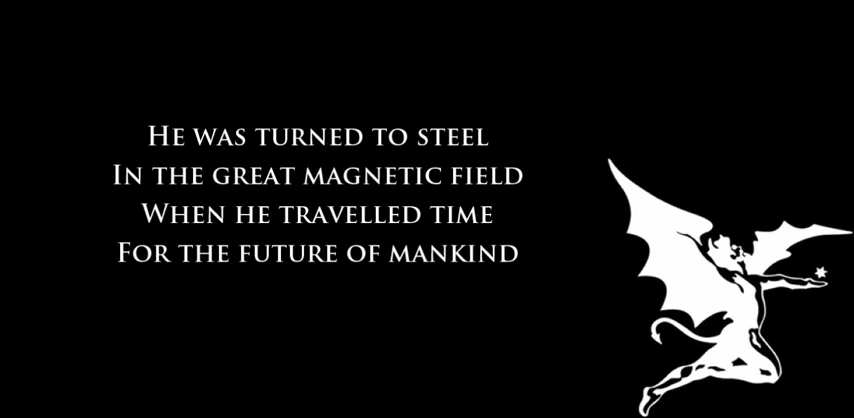 He was turned to steel
In the great magnetic field
When he travelled time
For the future of mankind